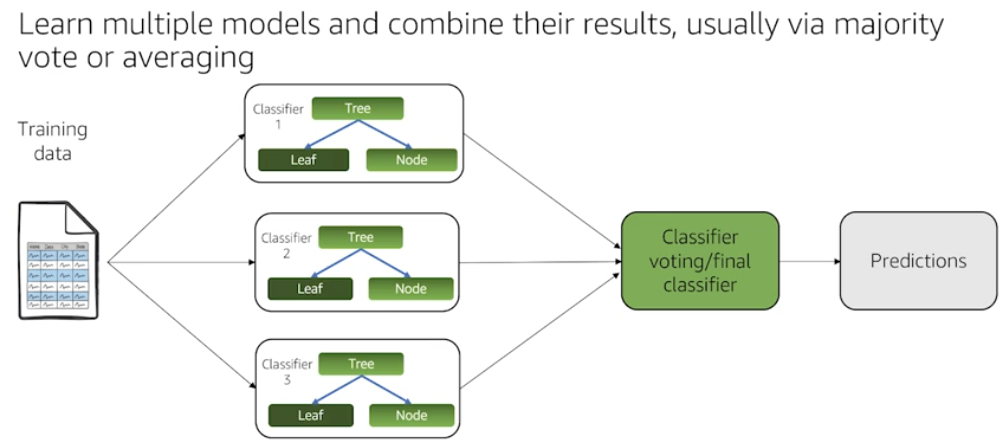 Learn multiple models and combine their results, usually via majority
vote or averaging
Training
data
Classifier
1
Tree
Leaf
Node
Classifier
2
Tree
Leaf
Node
Classifier
3
Tree
Leaf
Node
Classifier
voting/final
classifier
Predictions